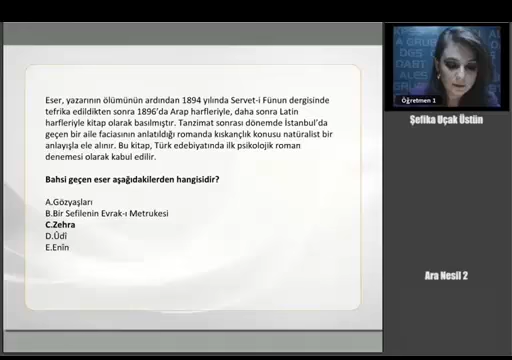 Eser, yazarının ölümünün ardından 1894 yılında Servet-i Fünun dergisinde
tefrika edildikten sonra 1896'da Arap harfleriyle, daha sonra Latin
harfleriyle kitap olarak basılmıştır. Tanzimat sonrası dönemde İstanbul'da
geçen bir aile faciasının anlatıldığı romanda kıskançlık konusu natüralist bir
anlayışla ele alınır. Bu kitap, Türk edebiyatında ilk psikolojik roman
denemesi olarak kabul edilir.
Bahsi geçen eser aşağıdakilerden hangisidir?
A.Gözyaşları
B.Bir Sefilenin Evrak-ı Metrukesi
C.Zehra
D.Ûdî
E.Enîn
Öğretmen 1
Şefika Uçak Üstün
Ara Nesil 2